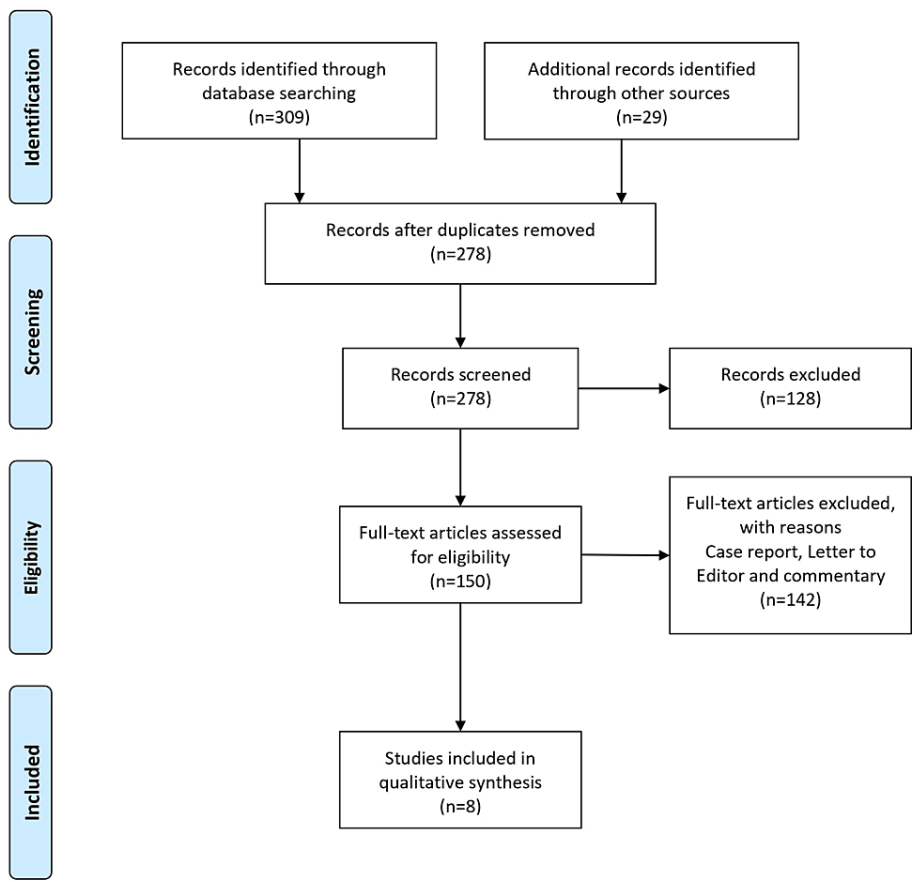 Identification
Records identified through
database searching
(n=309)
Additional records identified
through other sources
(n=29)
Records after duplicates removed
(n=278)
Screening
Records screened
(n=278)
Records excluded
(n=128)
Eligibility
Full-text articles assessed
for eligibility
(n=150)
Full-text articles excluded,
with reasons
Case report, Letter to
Editor and commentary
(n=142)
Included
Studies included in
qualitative synthesis
(n=8)